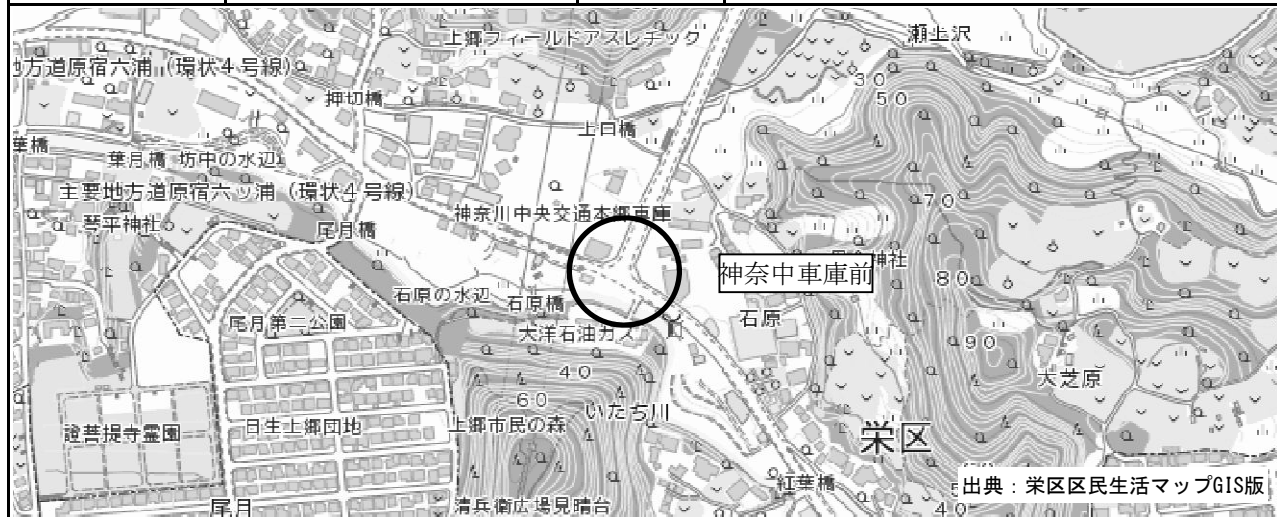 上郷フィールドアスレチック
瀬上沢
地方道原宿六浦（環状４号線）
30
50
押切橋
上日橋
葉橋
葉月橋
坊中の水辺
主要地方道原宿六ッ浦（環状４号線）
70
神奈川中央交通本郷車庫
琴平神社
尾月橋
神社
神奈中車庫前
80
石原の水辺
石原橋
石原
尾月第二公園
大洋石油ガス
90
40
大芝原
60
いたち川
證菩提寺霊園
日生上郷団地
上郷市民の森
栄区
紅葉橋
出典：栄区区民生活マップGIS版
尾月
清兵衛広場見晴台
40